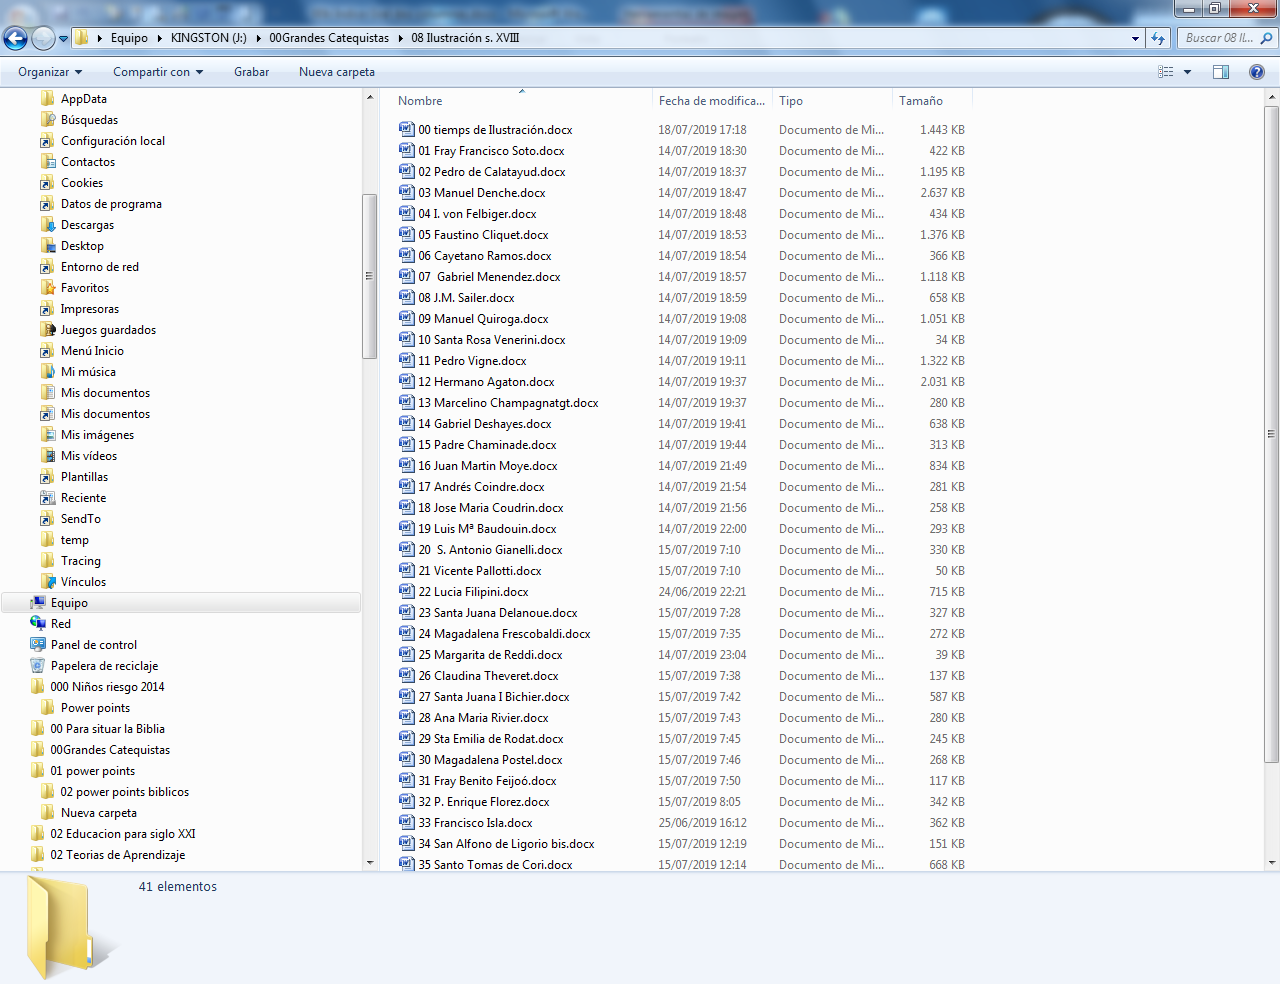 Equipo ▸ KINGSTON (J:) ▸ 00Grandes Catequistas ▸ 08 Ilustración s. XVIII
Buscar 08 Il...
Organizar Compartir con Grabar Nueva carpeta
AppData
Búsquedas
Configuración local
Contactos
Cookies
Datos de programa
Descargas
Desktop
Entorno de red
Favoritos
Impresoras
Juegos guardados
Menú Inicio
Mi música
Mis documentos
Mis documentos
Mis imágenes
Mis vídeos
Plantillas
Reciente
SendTo
temp
Tracing
Vínculos
Equipo
Red
Panel de control
Papelera de reciclaje
000 Niños riesgo 2014
Power points
00 Para situar la Biblia
00Grandes Catequistas
01 power points
02 power points biblicos
Nueva carpeta
02 Educacion para siglo XXI
02 Teorias de Aprendizaje
Nombre Fecha de modifica... Tipo Tamaño
00 tiemps de Ilustración.docx 18/07/2019 17:18 Documento de Mi... 1.443 KB
01 Fray Francisco Soto.docx 14/07/2019 18:30 Documento de Mi... 422 KB
02 Pedro de Calatayud.docx 14/07/2019 18:37 Documento de Mi... 1.195 KB
03 Manuel Denche.docx 14/07/2019 18:47 Documento de Mi... 2.637 KB
04 I. von Felbiger.docx 14/07/2019 18:48 Documento de Mi... 434 KB
05 Faustino Cliquet.docx 14/07/2019 18:53 Documento de Mi... 1.376 KB
06 Cayetano Ramos.docx 14/07/2019 18:54 Documento de Mi... 366 KB
07  Gabriel Menendez.docx 14/07/2019 18:57 Documento de Mi... 1.118 KB
08 J.M. Sailer.docx 14/07/2019 18:59 Documento de Mi... 658 KB
09 Manuel Quiroga.docx 14/07/2019 19:08 Documento de Mi... 1.051 KB
10 Santa Rosa Venerini.docx 14/07/2019 19:09 Documento de Mi... 34 KB
11 Pedro Vigne.docx 14/07/2019 19:11 Documento de Mi... 1.322 KB
12 Hermano Agaton.docx 14/07/2019 19:37 Documento de Mi... 2.031 KB
13 Marcelino Champagnatgt.docx 14/07/2019 19:37 Documento de Mi... 280 KB
14 Gabriel Deshayes.docx 14/07/2019 19:41 Documento de Mi... 638 KB
15 Padre Chaminade.docx 14/07/2019 19:44 Documento de Mi... 313 KB
16 Juan Martin Moye.docx 14/07/2019 21:49 Documento de Mi... 834 KB
17 Andrés Coindre.docx 14/07/2019 21:54 Documento de Mi... 281 KB
18 Jose Maria Coudrin.docx 14/07/2019 21:56 Documento de Mi... 258 KB
19 Luis Mª Baudouin.docx 14/07/2019 22:00 Documento de Mi... 293 KB
20  S. Antonio Gianelli.docx 15/07/2019 7:10 Documento de Mi... 330 KB
21 Vicente Pallotti.docx 15/07/2019 7:10 Documento de Mi... 50 KB
22 Lucia Filipini.docx 24/06/2019 22:21 Documento de Mi... 715 KB
23 Santa Juana Delanoue.docx 15/07/2019 7:28 Documento de Mi... 327 KB
24 Magadalena Frescobaldi.docx 15/07/2019 7:35 Documento de Mi... 272 KB
25 Margarita de Reddi.docx 14/07/2019 23:04 Documento de Mi... 39 KB
26 Claudina Theveret.docx 15/07/2019 7:38 Documento de Mi... 137 KB
27 Santa Juana I Bichier.docx 15/07/2019 7:42 Documento de Mi... 587 KB
28 Ana Maria Rivier.docx 15/07/2019 7:43 Documento de Mi... 280 KB
29 Sta Emilia de Rodat.docx 15/07/2019 7:45 Documento de Mi... 245 KB
30 Magadalena Postel.docx 15/07/2019 7:46 Documento de Mi... 268 KB
31 Fray Benito Feijoó.docx 15/07/2019 7:50 Documento de Mi... 117 KB
32 P. Enrique Florez.docx 15/07/2019 8:05 Documento de Mi... 342 KB
33 Francisco Isla.docx 25/06/2019 16:12 Documento de Mi... 362 KB
34 San Alfono de Ligorio bis.docx 15/07/2019 12:19 Documento de Mi... 151 KB
35 Santo Tomas de Cori.docx 15/07/2019 12:14 Documento de Mi... 668 KB
41 elementos